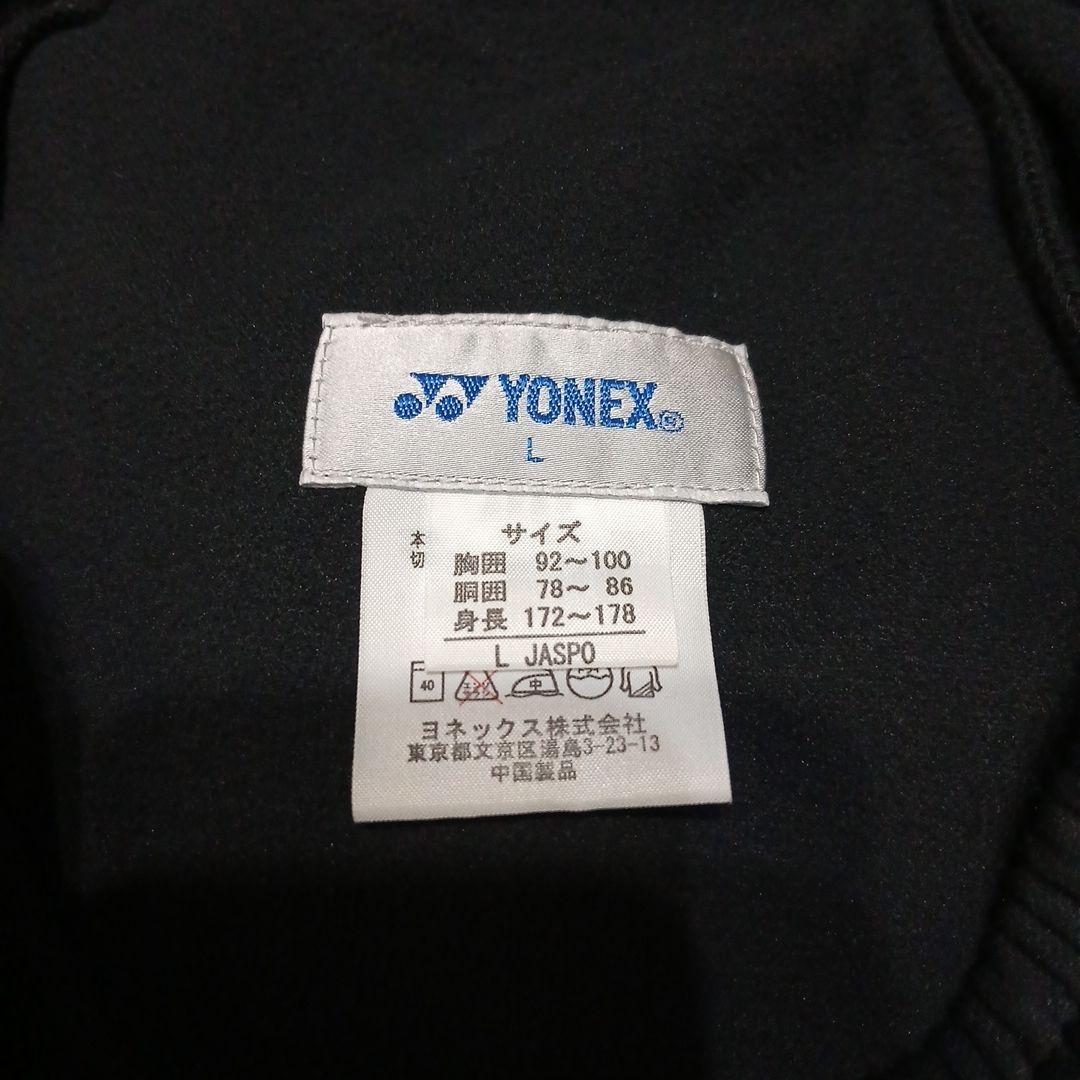 YONEX®
L
本切
サイズ
胸囲 92～100
胴囲 78～ 86
身長 172～178
L JASPO
40 中
ヨネックス株式会社
東京都文京区湯島3-23-13
中国製品